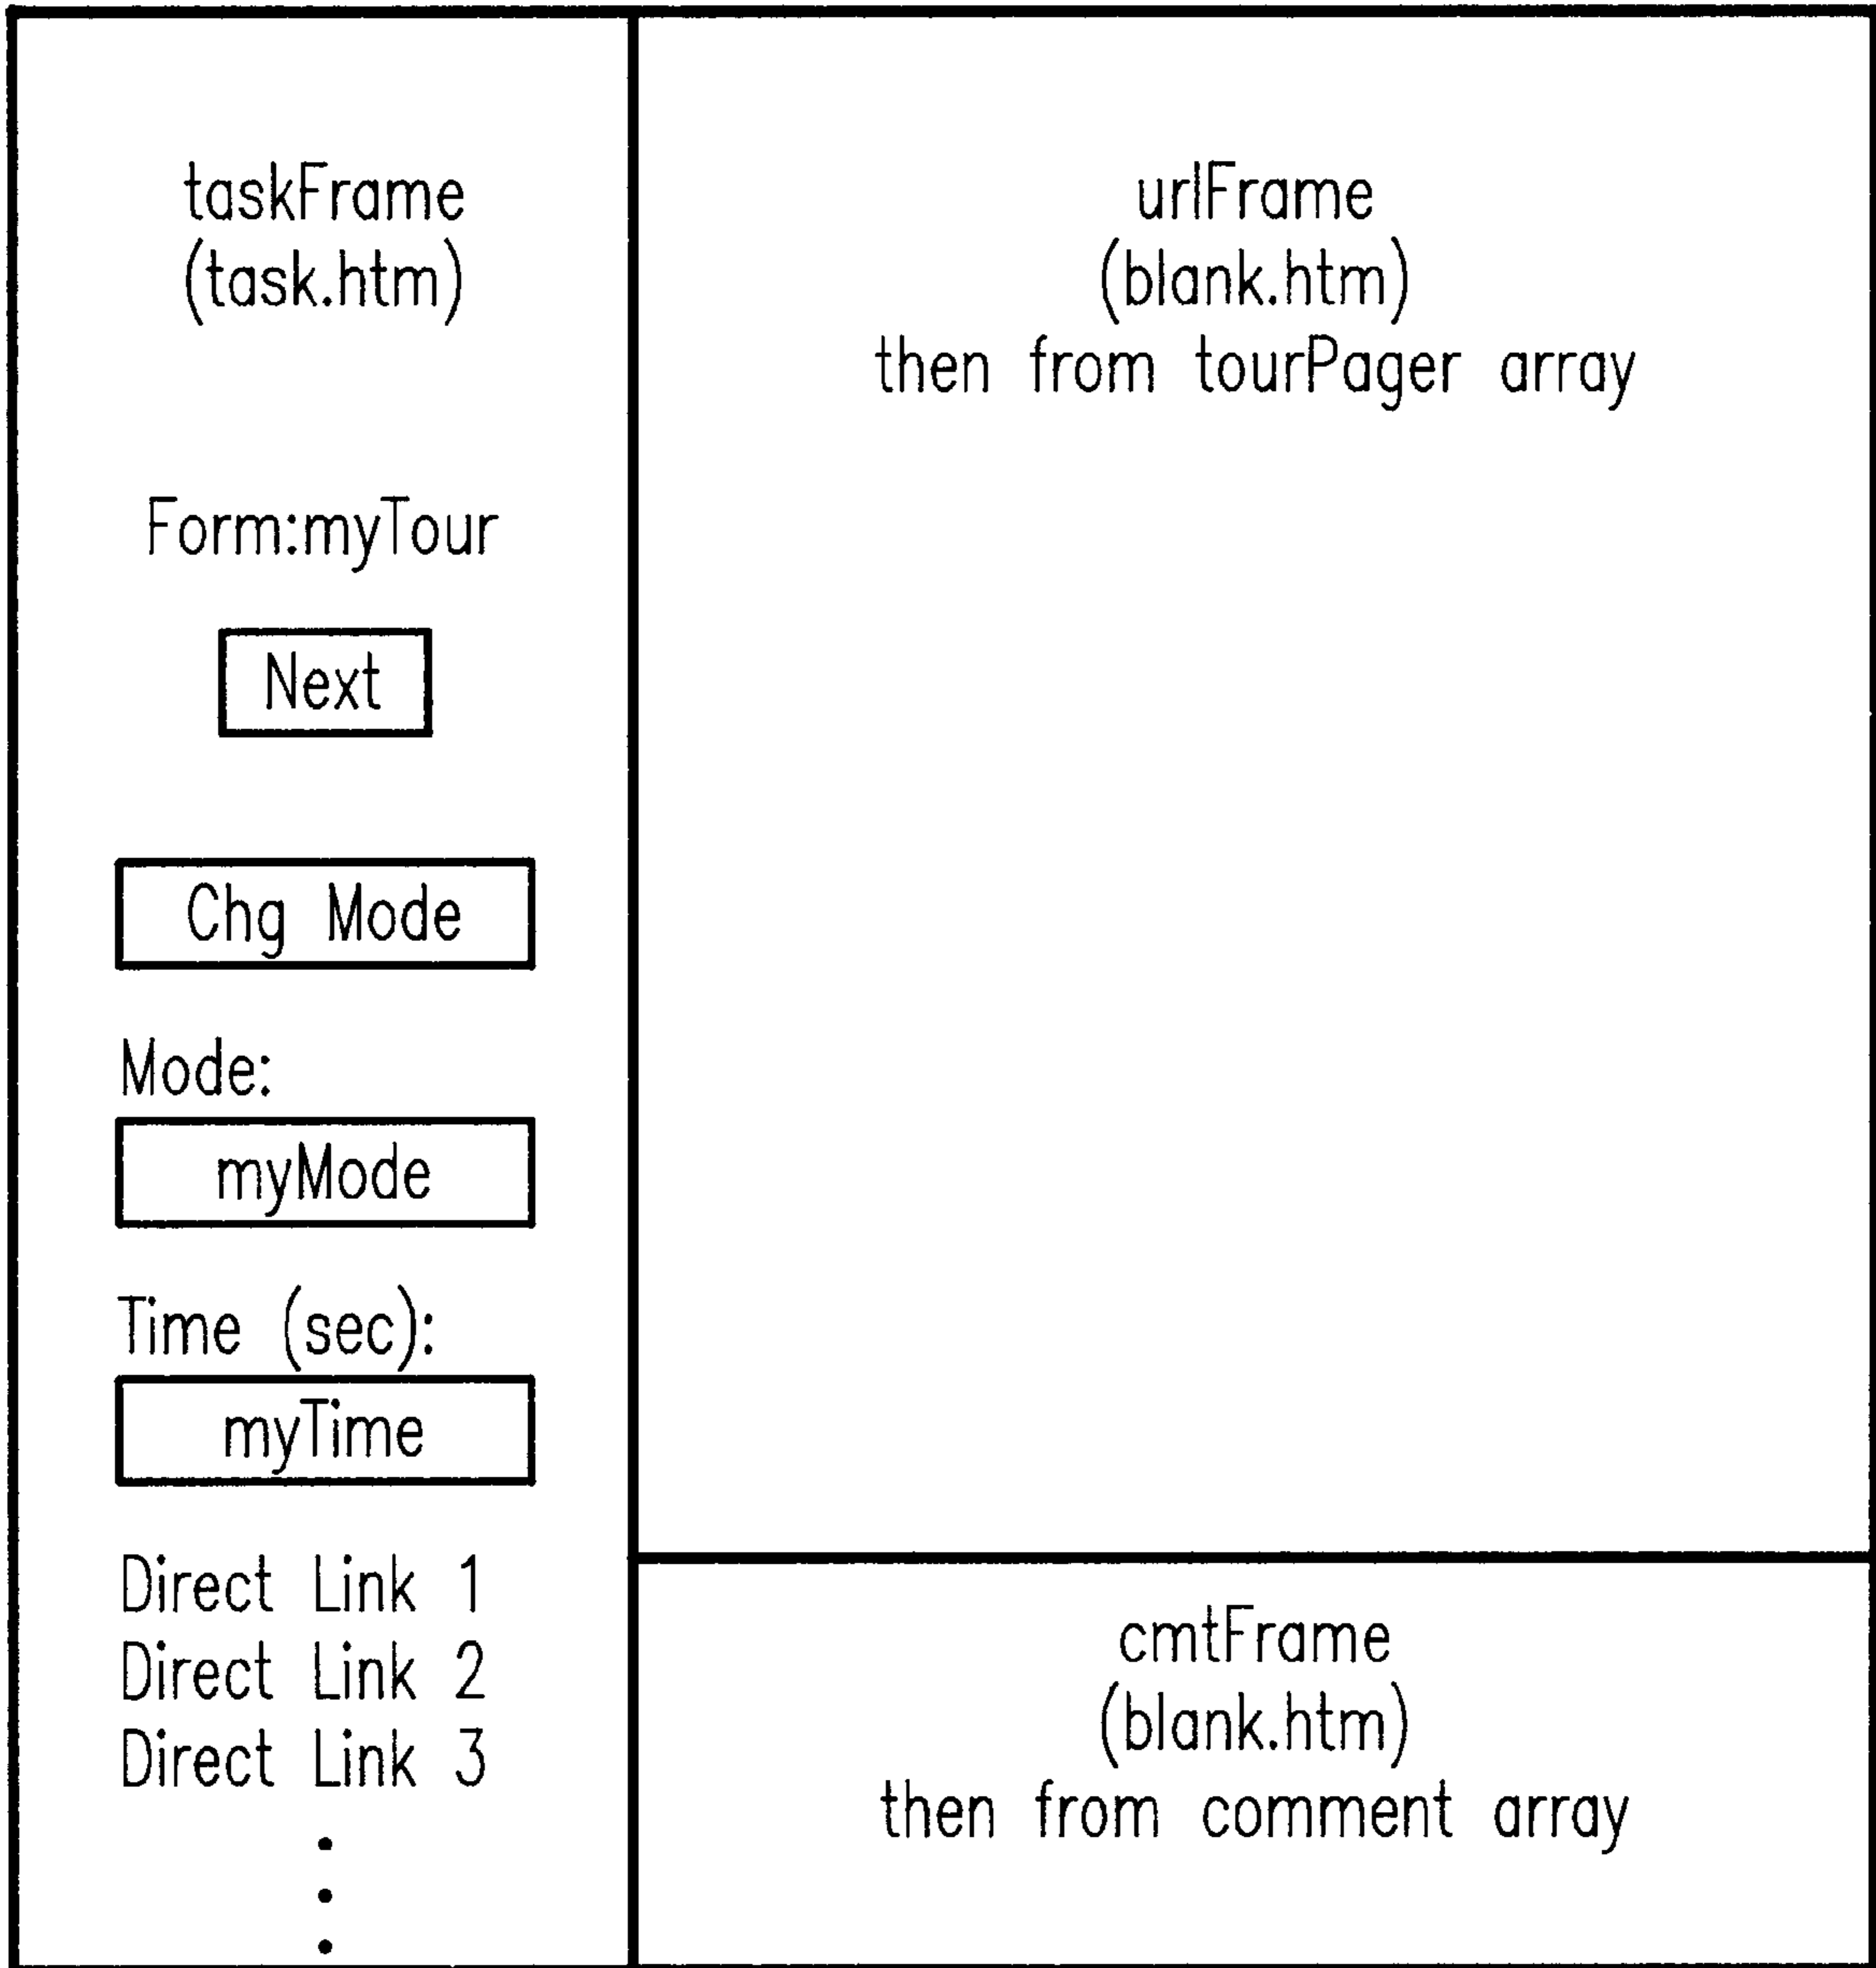 taskFrame
(task.htm)
Form:myTour
Next
Chg Mode
Mode:
myMode
Time (sec):
myTime
Direct Link 1
Direct Link 2
Direct Link 3
urlFrame
(blank.htm)
then from tourPager array
cmtFrame
(blank.htm)
then from comment array